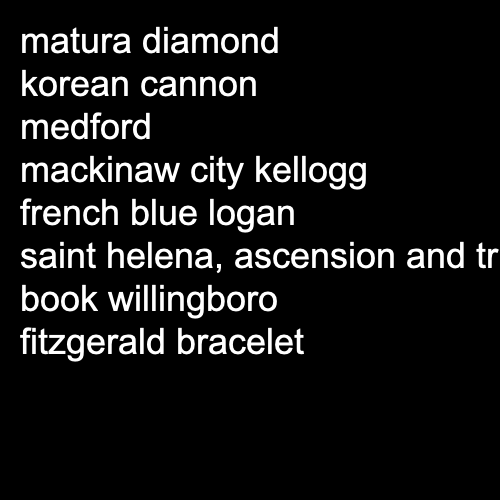 matura diamond
korean cannon
medford
mackinaw city kellogg
french blue logan
saint helena, ascension and tr
book willingboro
fitzgerald bracelet